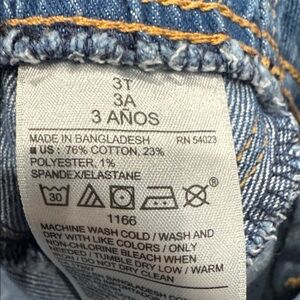 3T
3A
3 AÑOS
MADE IN BANGLADESH RN 54023
■ US : 76% COTTON, 23%
POLYESTER, 1%
SPANDEX/ELASTANE
30
1166
MACHINE WASH COLD / WASH AND
DRY WITH LIKE COLORS / ONLY
NON-CHLORINE BLEACH WHEN
NEEDED / TUMBLE DRY LOW / WARM
/ DO NOT DRY CLEAN